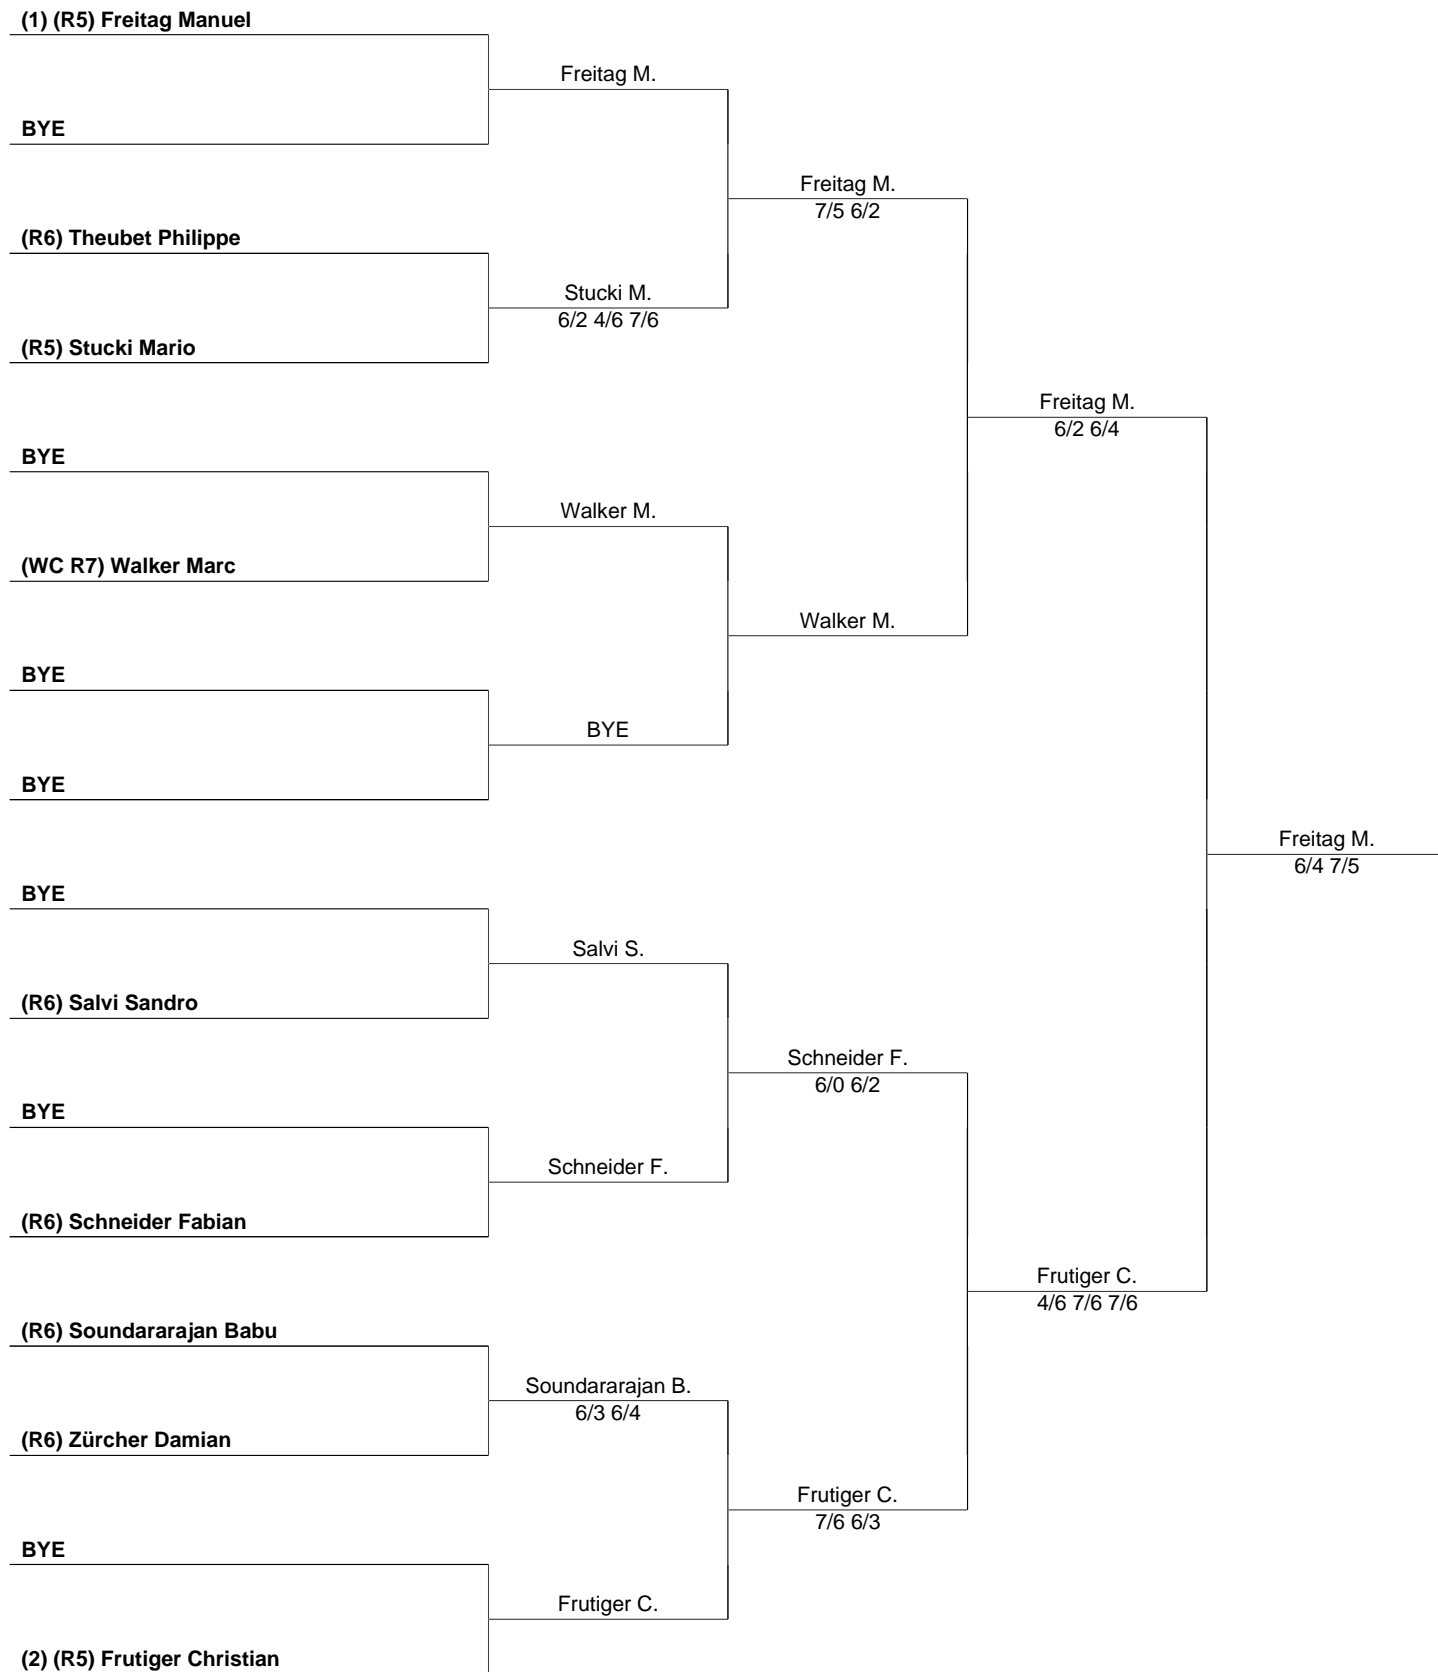 (1) (R5) Freitag Manuel
Freitag M.
BYE
Freitag M.
7/5 6/2
(R6) Theubet Philippe
Stucki M.
6/2 4/6 7/6
(R5) Stucki Mario
Freitag M.
6/2 6/4
BYE
Walker M.
(WC R7) Walker Marc
Walker M.
BYE
BYE
BYE
Freitag M.
6/4 7/5
BYE
Salvi S.
(R6) Salvi Sandro
Schneider F.
6/0 6/2
BYE
Schneider F.
(R6) Schneider Fabian
Frutiger C.
4/6 7/6 7/6
(R6) Soundararajan Babu
Soundararajan B.
6/3 6/4
(R6) Zürcher Damian
Frutiger C.
7/6 6/3
BYE
Frutiger C.
(2) (R5) Frutiger Christian